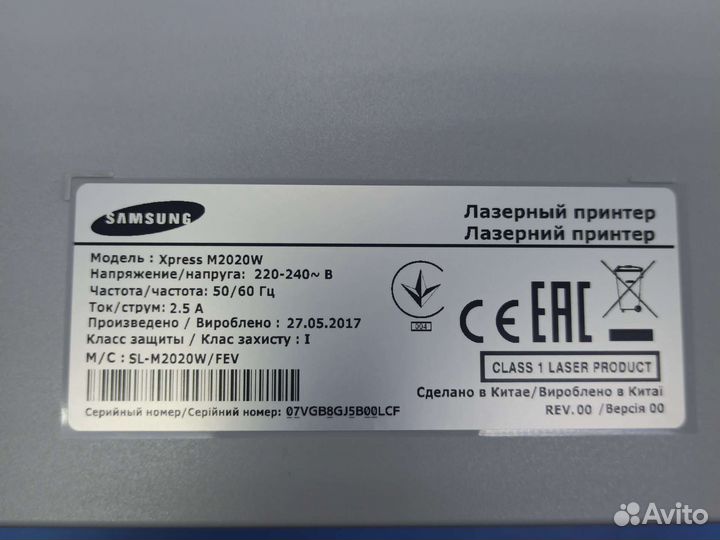 SAMSUNG
Лазерный принтер
Лазерний принтер
Модель : Xpress M2020W
Напряжение/напруга: 220-240~ В
Частота/частота: 50/60 Гц
Ток/струм: 2.5 А
Произведено / Вироблено : 27.05.2017
Класс защиты / Клас захисту : I
M/C : SL-M2020W/FEV
Серийный номер/Серійний номер: 07VGB8GJ5B00LCF
004
CE EAC
CLASS 1 LASER PRODUCT
Сделано в Китае/Вироблено в Китаї
REV. 00 /Версія 00
Avito